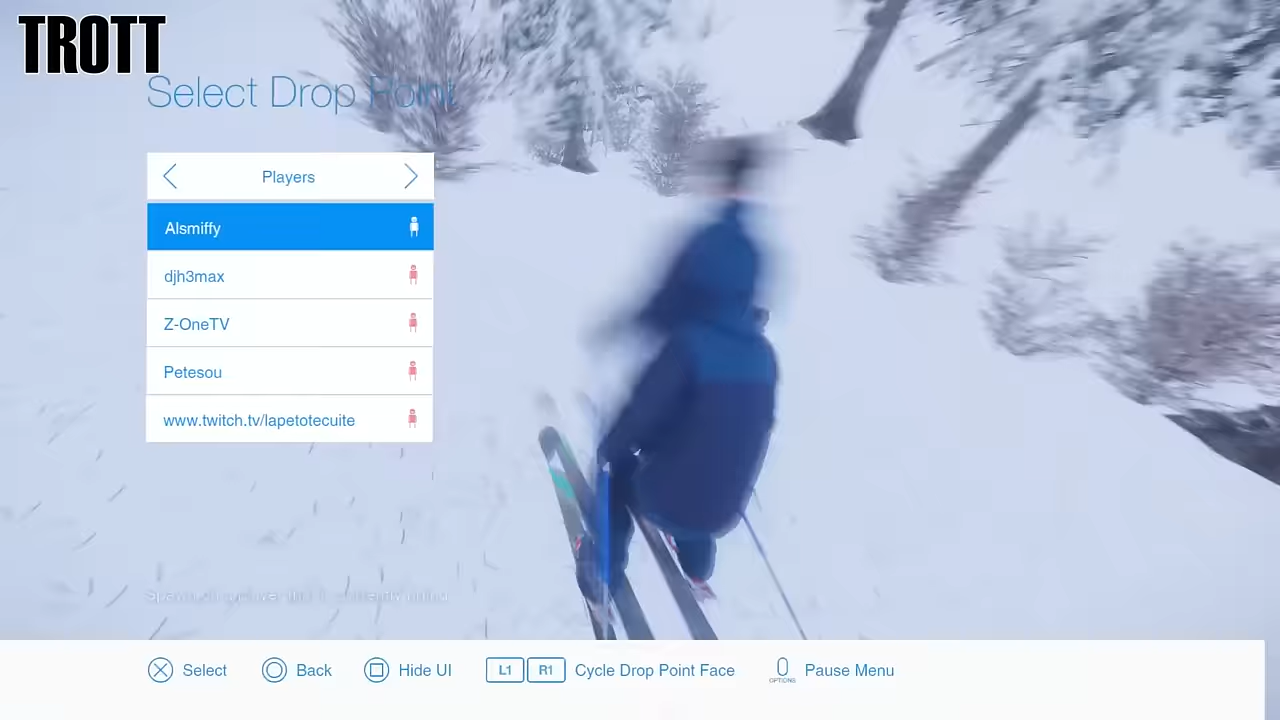 TROTT
Select Drop Point
Players
Alsmiffy
djh3max
Z-OneTV
Petesou
www.twitch.tv/lapetotecuite
Select
Back
Hide UI
L1 R1 Cycle Drop Point Face
OPTIONS Pause Menu